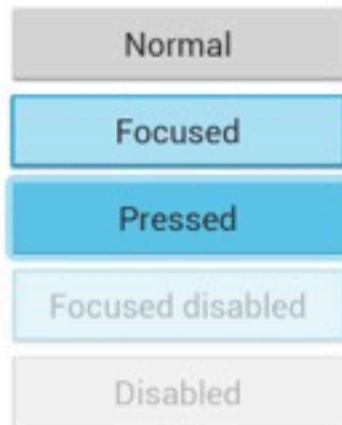 Normal
Focused
Pressed
Focused disabled
Disabled